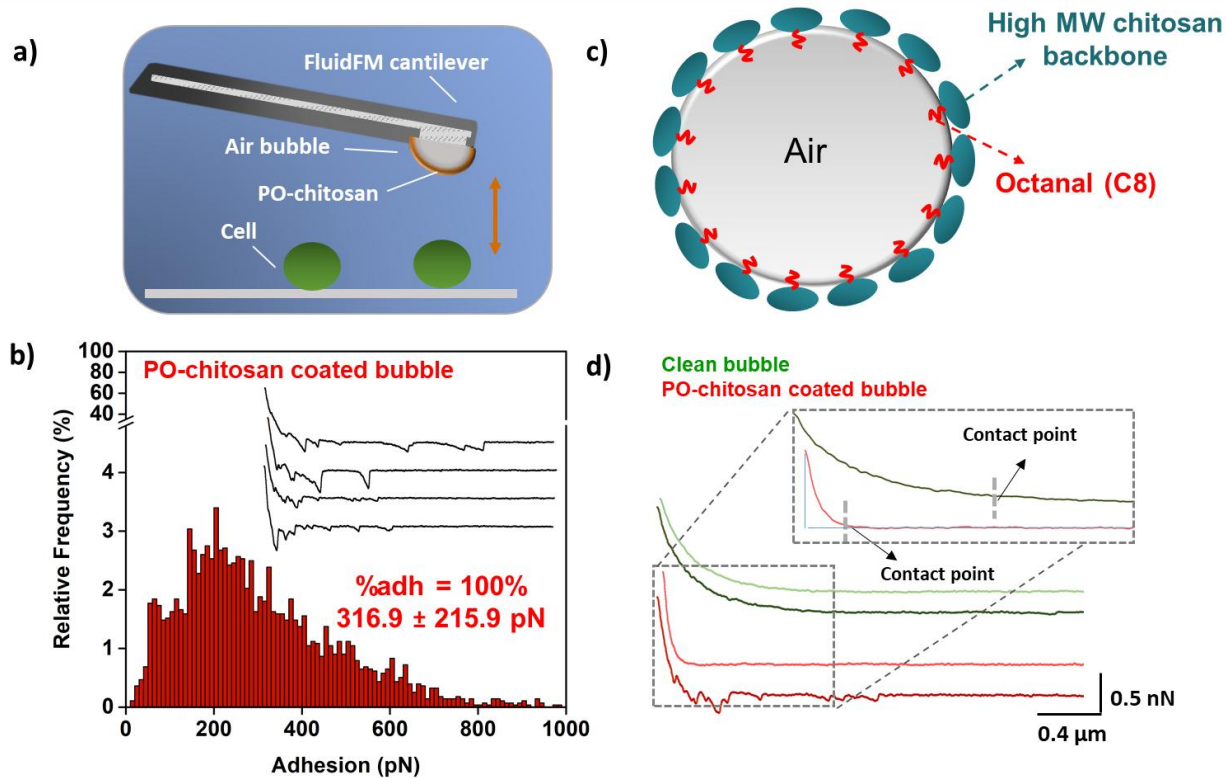 a)
FluidFM cantilever
Air bubble
PO-chitosan
Cell
c)
High MW chitosan
backbone
Air
Octanal (C8)
b)
PO-chitosan coated bubble
Relative Frequency (%)
100
80
60
40
4
3
2
1
0
%adh = 100%
316.9 ± 215.9 pN
0
200
400
600
800
1000
Adhesion (pN)
d)
Clean bubble
PO-chitosan coated bubble
Contact point
Contact point
0.5 nN
0.4 μm